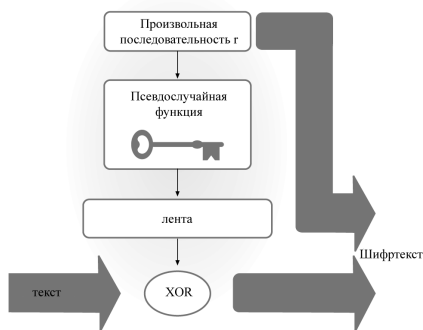 Произвольная
последовательность r
Псевдослучайная
функция
лента
Шифртекст
текст
XOR